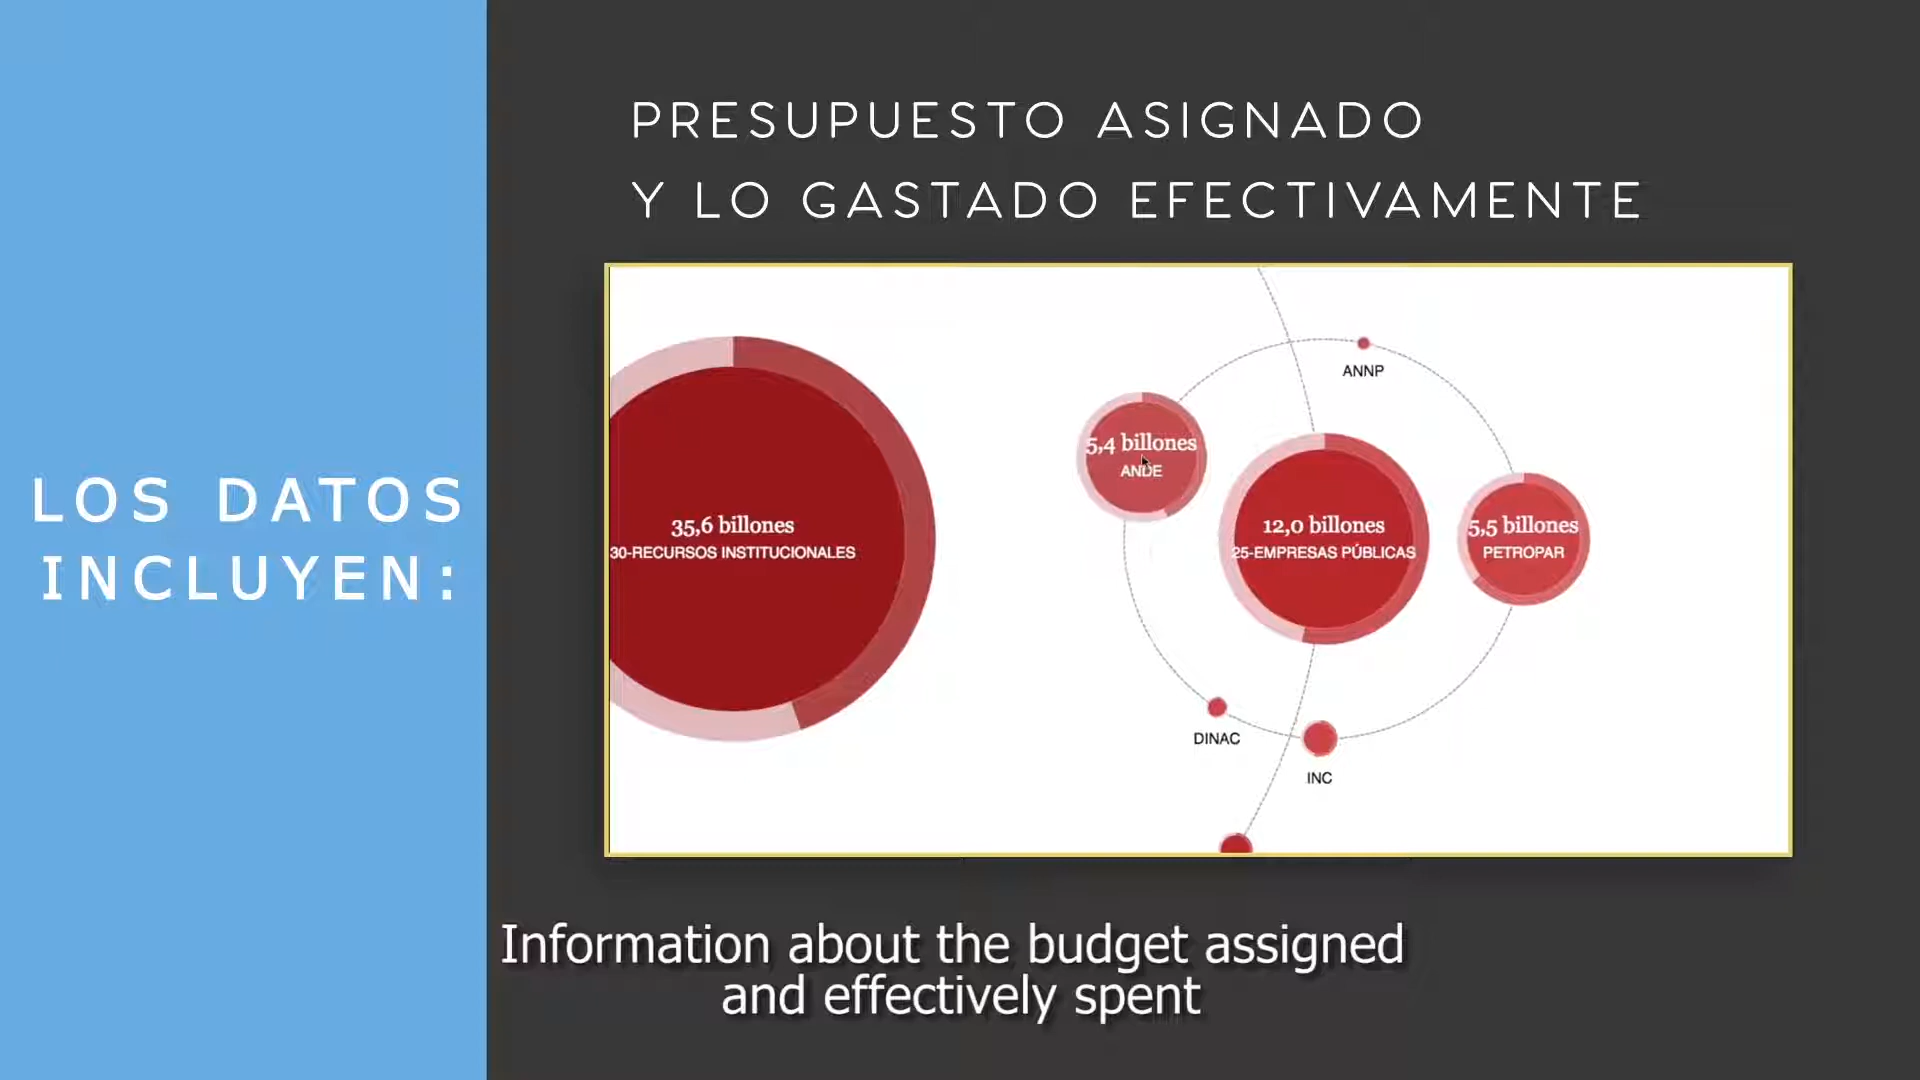 LOS DATOS
INCLUYEN:
PRESUPUESTO ASIGNADO
Y LO GASTADO EFECTIVAMENTE
ANNP
5,4 billones
ANDE
35,6 billones
30-RECURSOS INSTITUCIONALES
12,0 billones
25-EMPRESAS PÚBLICAS
5,5 billones
PETROPAR
DINAC
INC
Information about the budget assigned
and effectively spent